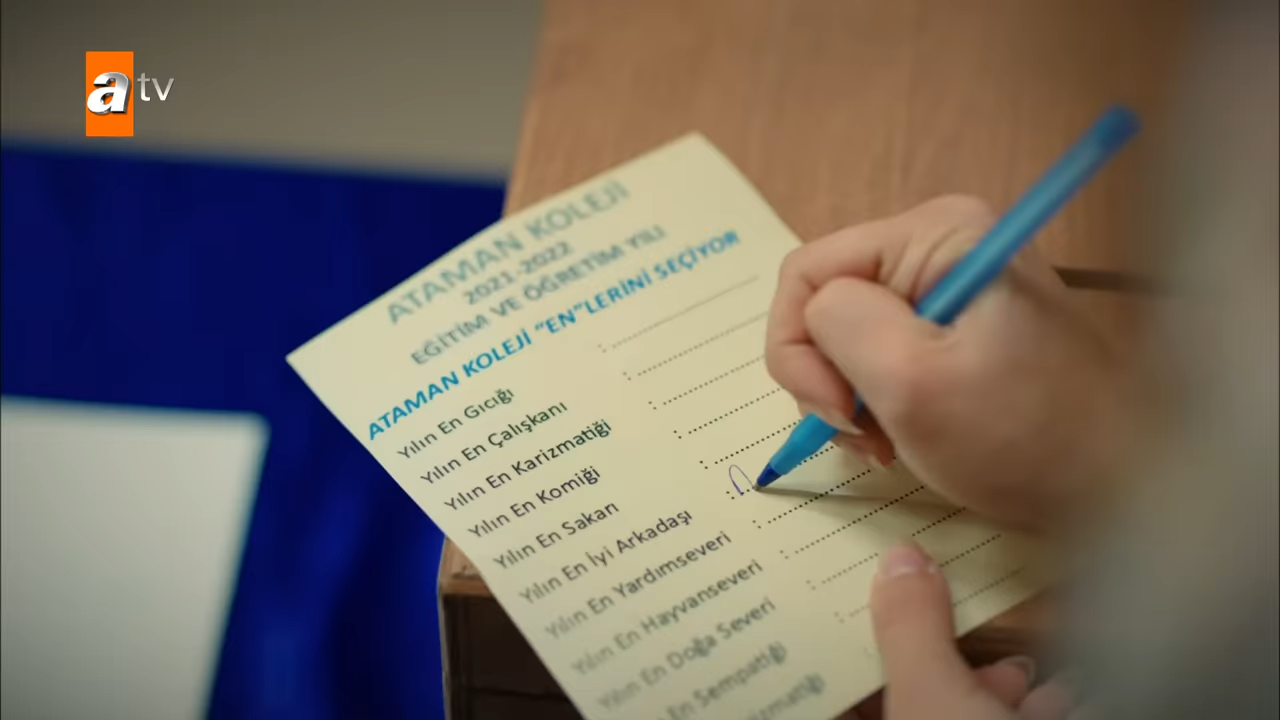 atv
ATAMAN KOLEJİ
2021-2022
EĞİTİM VE ÖĞRETİM YILI
ATAMAN KOLEJİ "EN"LERİNİ SEÇİYOR
Yılın En Gıcığı :
Yılın En Çalışkanı :
Yılın En Karizmatiği :
Yılın En Komiği :
Yılın En Sakarı :
Yılın En İyi Arkadaşı :
Yılın En Yardımseveri :
Yılın En Hayvanseveri :
Yılın En Doğa Severi :
En Sempatiği :